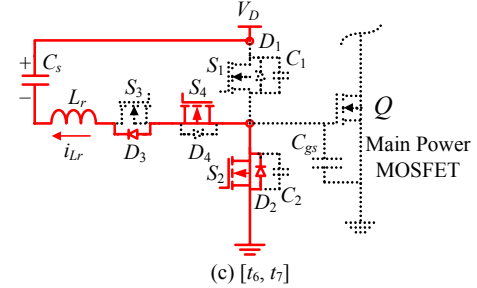 V_D
+
C_s
−
D_1
C_1
S_1
S_3
S_4
L_r
i_Lr
D_3
D_4
Q
C_gs
Main Power
MOSFET
S_2
D_2
C_2
(c) [t_6, t_7]